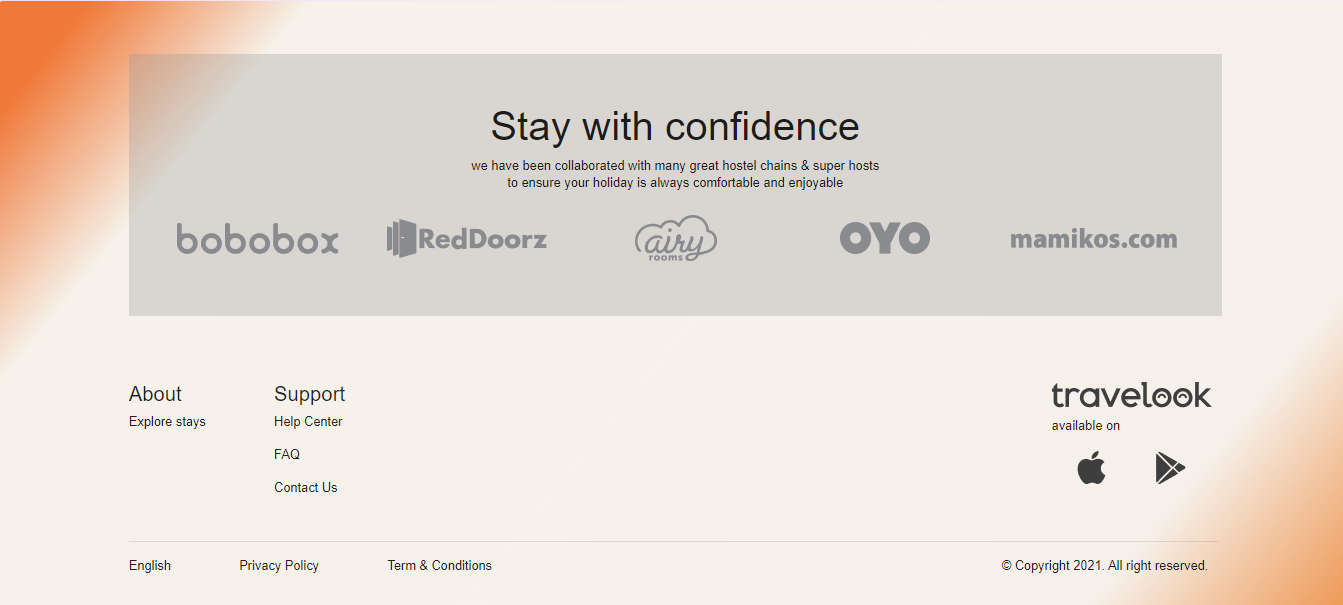 Stay with confidence
we have been collaborated with many great hostel chains & super hosts
to ensure your holiday is always comfortable and enjoyable
bobobox
RedDoorz
airy
rooms
OYO
mamikos.com
About
Explore stays
Support
Help Center
FAQ
Contact Us
travelook
available on
English
Privacy Policy
Term & Conditions
© Copyright 2021. All right reserved.